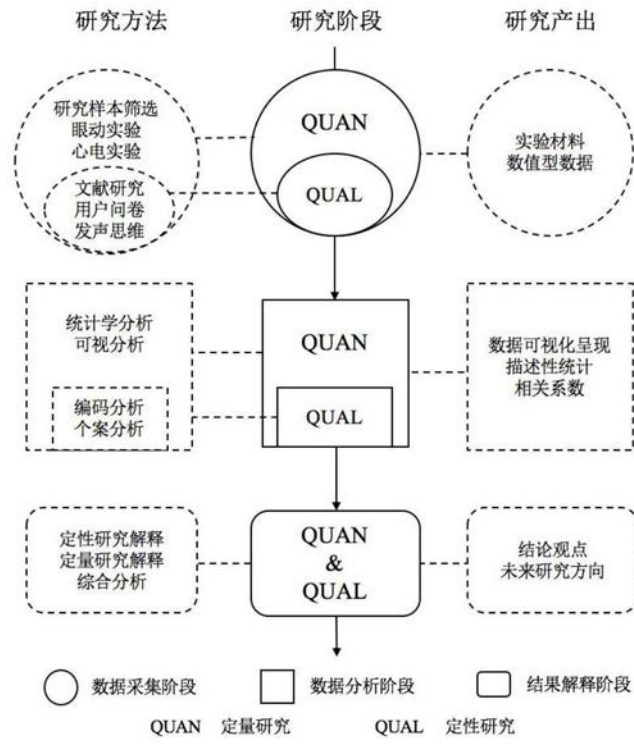 研究方法 研究阶段 研究产出
研究样本筛选
眼动实验
心电实验
文献研究
用户问卷
发声思维
QUAN
QUAL
实验材料
数值型数据
统计学分析
可视分析
编码分析
个案分析
QUAN
QUAL
数据可视化呈现
描述性统计
相关系数
定性研究解释
定量研究解释
综合分析
QUAN
&
QUAL
结论观点
未来研究方向
数据采集阶段 数据分析阶段 结果解释阶段
QUAN 定量研究 QUAL 定性研究